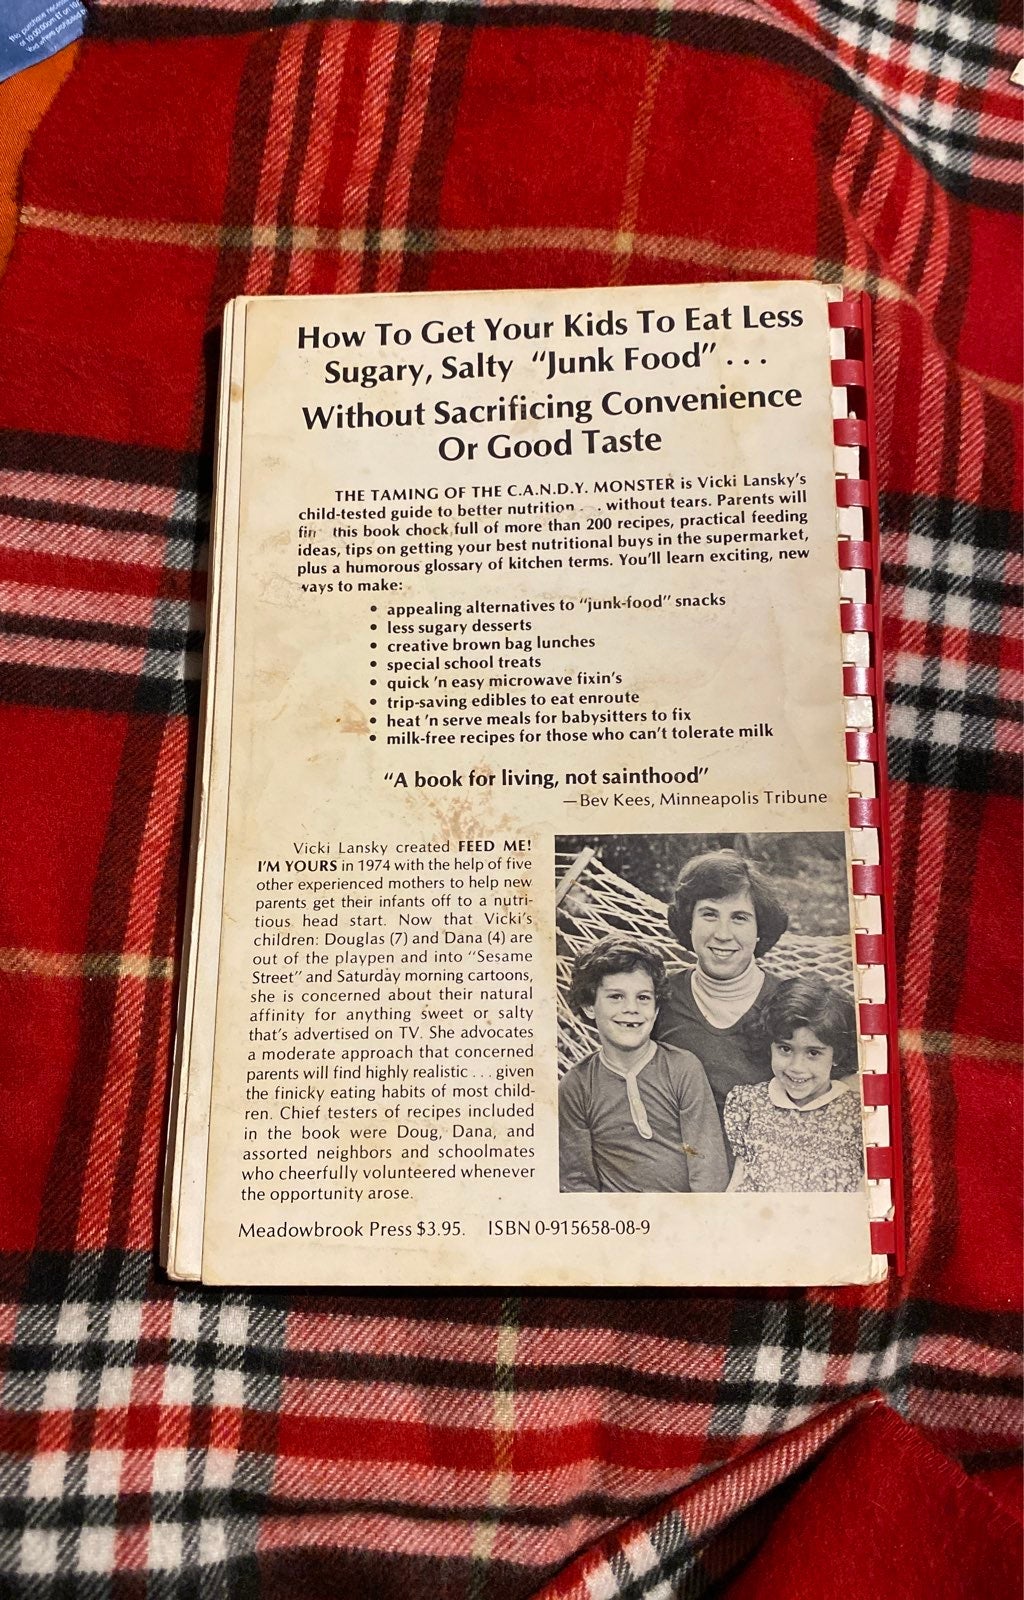 How To Get Your Kids To Eat Less
Sugary, Salty "Junk Food" . . .
Without Sacrificing Convenience
Or Good Taste
THE TAMING OF THE C.A.N.D.Y. MONSTER is Vicki Lansky's
child-tested guide to better nutrition . . . without tears. Parents will
fin this book chock full of more than 200 recipes, practical feeding
ideas, tips on getting your best nutritional buys in the supermarket,
plus a humorous glossary of kitchen terms. You'll learn exciting, new
ways to make:
• appealing alternatives to "junk-food" snacks
• less sugary desserts
• creative brown bag lunches
• special school treats
• quick 'n easy microwave fixin's
• trip-saving edibles to eat enroute
• heat 'n serve meals for babysitters to fix
• milk-free recipes for those who can't tolerate milk
"A book for living, not sainthood"
—Bev Kees, Minneapolis Tribune
Vicki Lansky created FEED ME!
I'M YOURS in 1974 with the help of five
other experienced mothers to help new
parents get their infants off to a nutri-
tious head start. Now that Vicki's
children: Douglas (7) and Dana (4) are
out of the playpen and into "Sesame
Street" and Saturday morning cartoons,
she is concerned about their natural
affinity for anything sweet or salty
that's advertised on TV. She advocates
a moderate approach that concerned
parents will find highly realistic . . . given
the finicky eating habits of most child-
ren. Chief testers of recipes included
in the book were Doug, Dana, and
assorted neighbors and schoolmates
who cheerfully volunteered whenever
the opportunity arose.
Meadowbrook Press $3.95. ISBN 0-915658-08-9